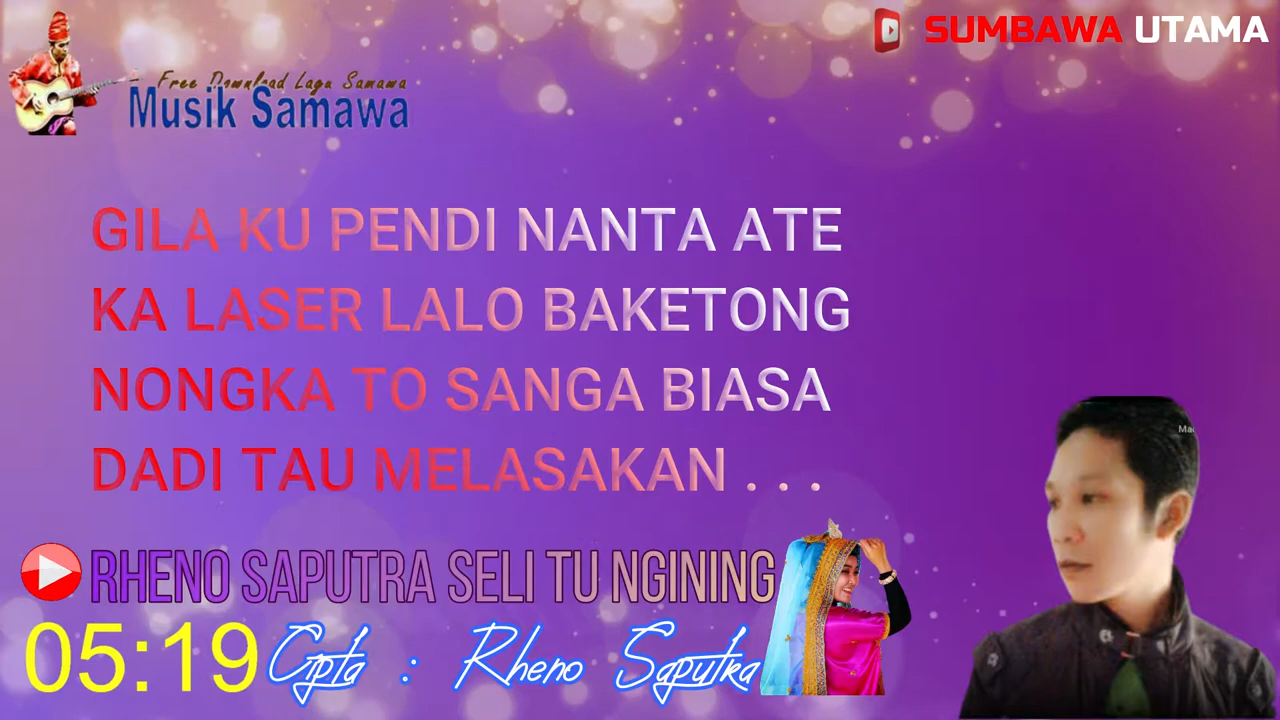 SUMBAWA UTAMA
Free Download Lagu Samawa
Musik Samawa
GILA KU PENDI NANTA ATE
KA LASER LALO BAKETONG
NONGKA TO SANGA BIASA
DADI TAU MELASAKAN . . .
RHENO SAPUTRA SELI TU NGINING
05:19
Cipta : Rheno Saputra